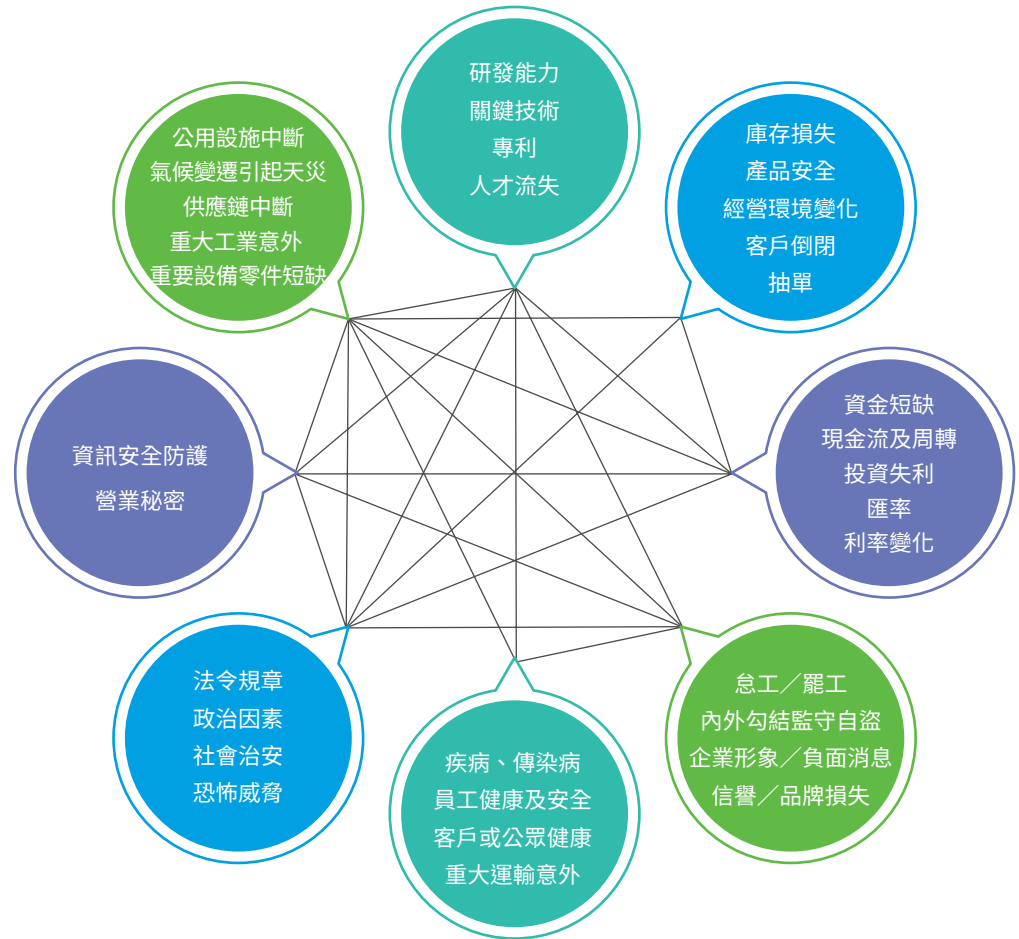 研發能力
關鍵技術
專利
人才流失
公用設施中斷
氣候變遷引起天災
供應鏈中斷
重大工業意外
重要設備零件短缺
庫存損失
產品安全
經營環境變化
客戶倒閉
抽單
資訊安全防護
營業秘密
資金短缺
現金流及周轉
投資失利
匯率
利率變化
法令規章
政治因素
社會治安
恐怖威脅
疾病、傳染病
員工健康及安全
客戶或公眾健康
重大運輸意外
怠工／罷工
內外勾結監守自盜
企業形象／負面消息
信譽／品牌損失